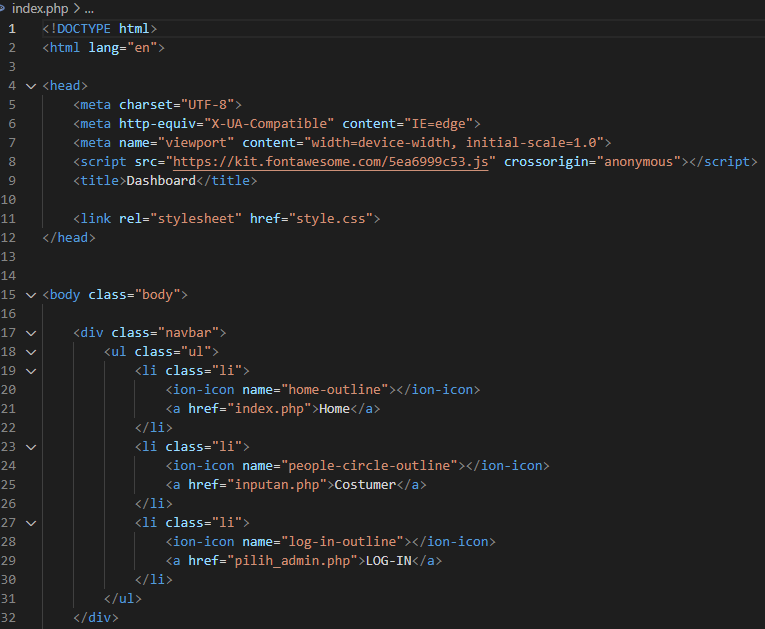 index.php > ...
1 <!DOCTYPE html>
2 <html lang="en">
3
4 <head>
5 <meta charset="UTF-8">
6 <meta http-equiv="X-UA-Compatible" content="IE=edge">
7 <meta name="viewport" content="width=device-width, initial-scale=1.0">
8 <script src="https://kit.fontawesome.com/5ea6999c53.js" crossorigin="anonymous"></script>
9 <title>Dashboard</title>
10
11 <link rel="stylesheet" href="style.css">
12 </head>
13
14
15 <body class="body">
16
17 <div class="navbar">
18 <ul class="ul">
19 <li class="li">
20 <ion-icon name="home-outline"></ion-icon>
21 <a href="index.php">Home</a>
22 </li>
23 <li class="li">
24 <ion-icon name="people-circle-outline"></ion-icon>
25 <a href="inputan.php">Costumer</a>
26 </li>
27 <li class="li">
28 <ion-icon name="log-in-outline"></ion-icon>
29 <a href="pilih_admin.php">LOG-IN</a>
30 </li>
31 </ul>
32 </div>